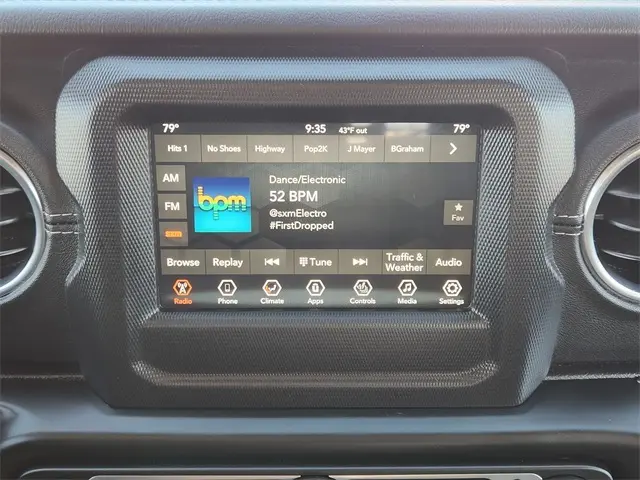 79° 9:35 43°F out 79°
Hits 1 No Shoes Highway Pop2K J Mayer BGraham
AM
FM
sxm
bpm
Dance/Electronic
52 BPM
@sxmElectro
#FirstDropped
Fav
Browse Replay Tune Traffic & Weather Audio
Radio Phone Climate Apps Controls Media Settings